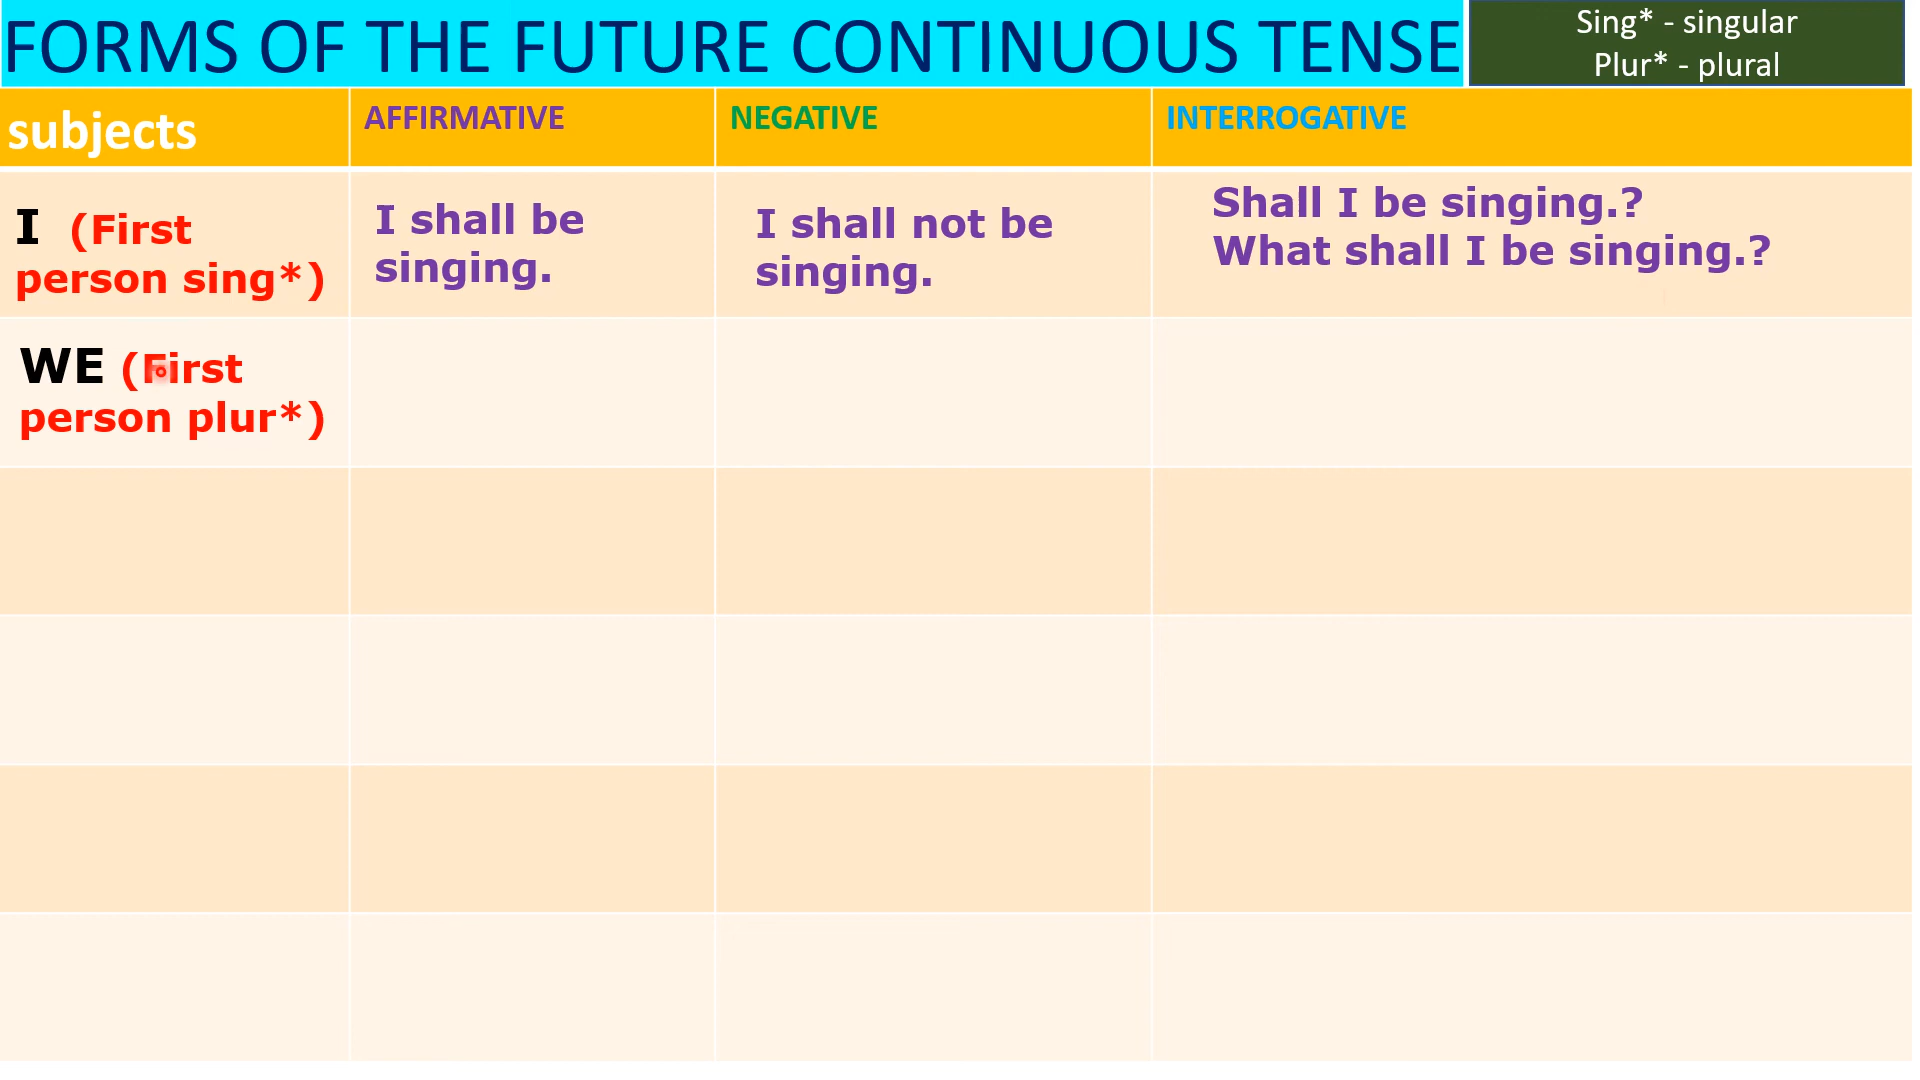 FORMS OF THE FUTURE CONTINUOUS TENSE
Sing* - singular
Plur* - plural
subjects
AFFIRMATIVE
NEGATIVE
INTERROGATIVE
I (First
person sing*)
I shall be
singing.
I shall not be
singing.
Shall I be singing.?
What shall I be singing.?
WE (First
person plur*)